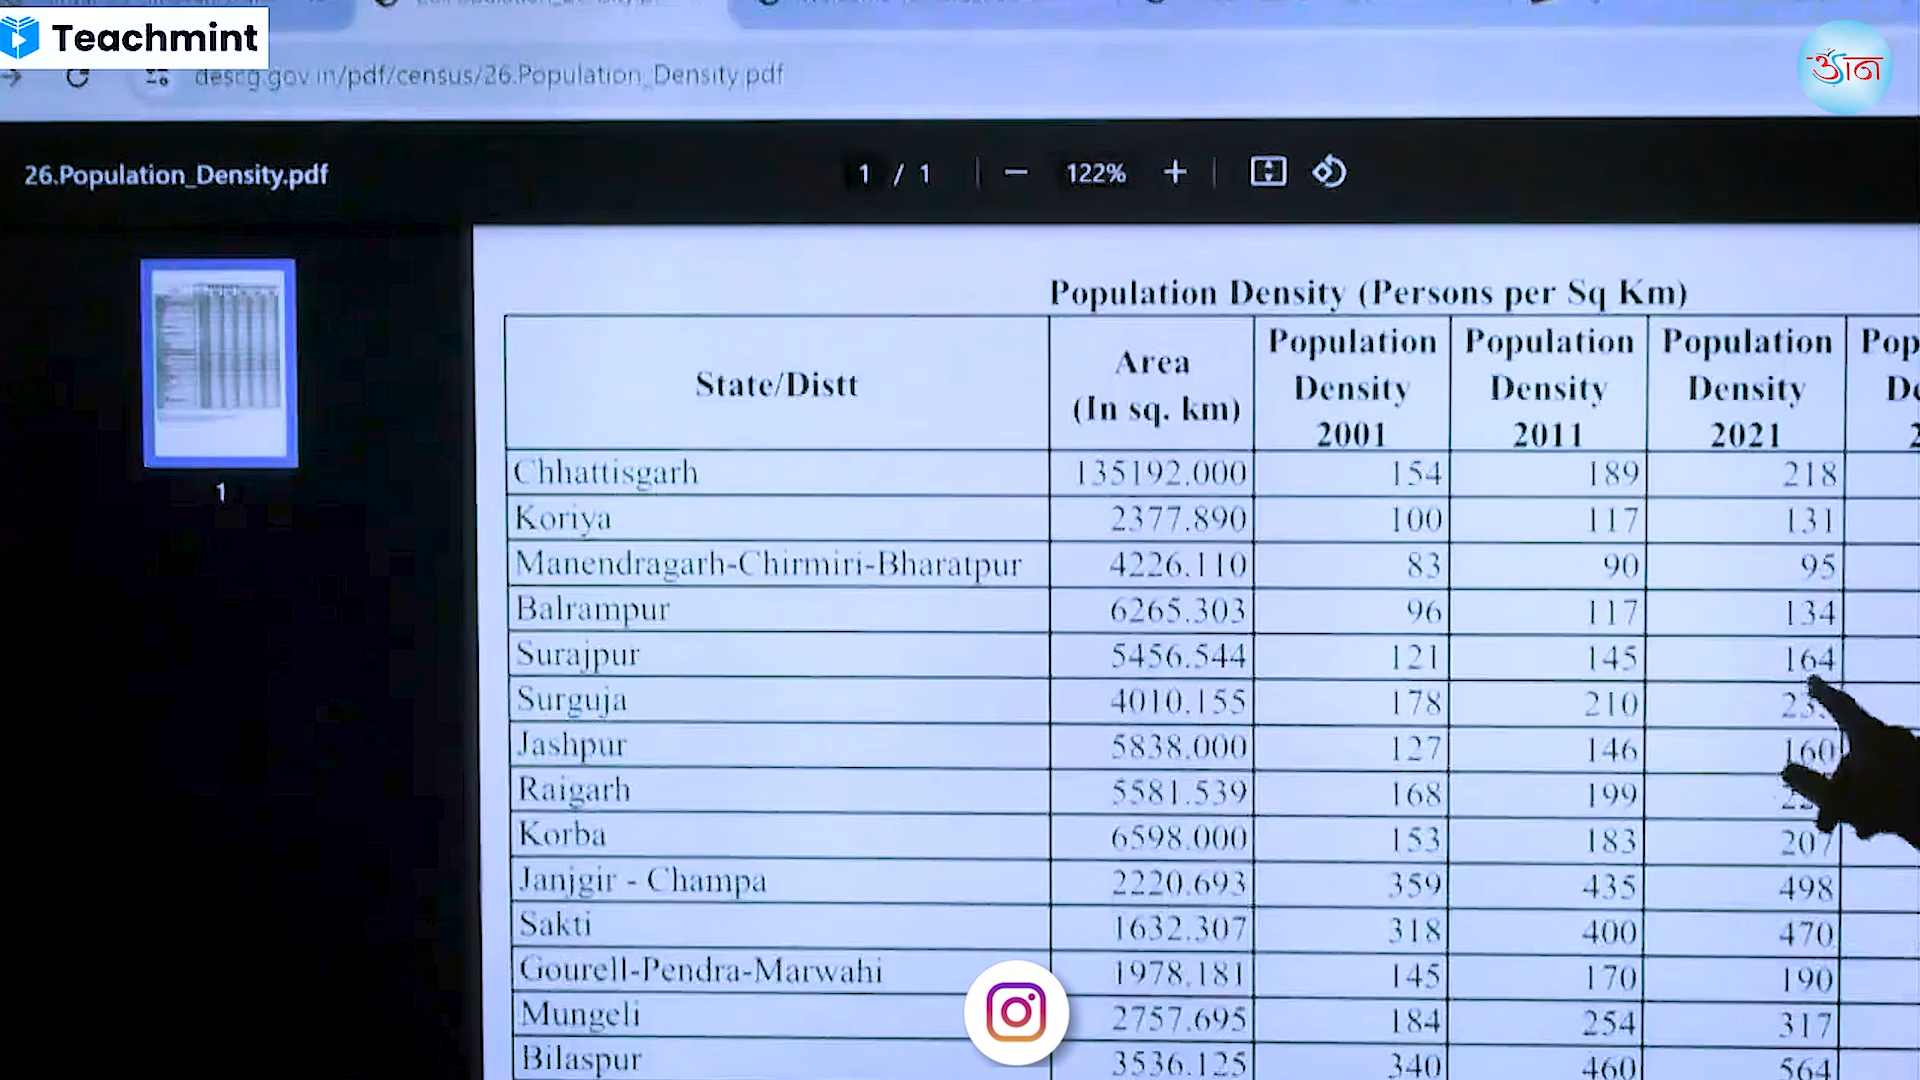 Teachmint
descg.gov.in/pdf/census/26.Population_Density.pdf
उड़ान
26.Population_Density.pdf
1 / 1
122%
1
Population Density (Persons per Sq Km)
State/Distt Area (In sq. km) Population Density 2001 Population Density 2011 Population Density 2021
Chhattisgarh 135192.000 154 189 218
Koriya 2377.890 100 117 131
Manendragarh-Chirmiri-Bharatpur 4226.110 83 90 95
Balrampur 6265.303 96 117 134
Surajpur 5456.544 121 145 164
Surguja 4010.155 178 210
Jashpur 5838.000 127 146 160
Raigarh 5581.539 168 199
Korba 6598.000 153 183 207
Janjgir - Champa 2220.693 359 435 498
Sakti 1632.307 318 400 470
Gourell-Pendra-Marwahi 1978.181 145 170 190
Mungeli 2757.695 184 254 317
Bilaspur 3536.125 340 460 564